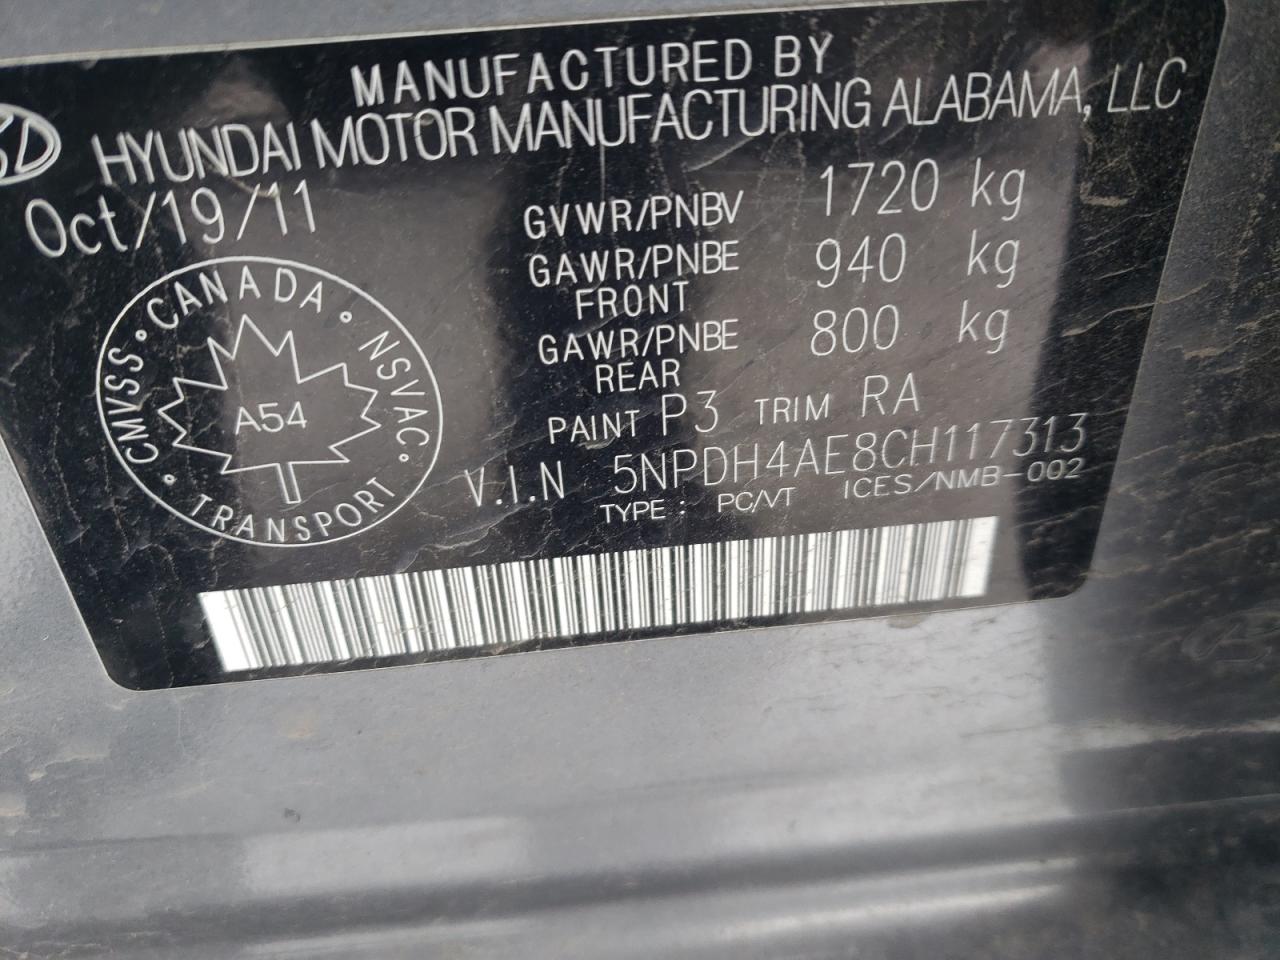 MANUFACTURED BY
HYUNDAI MOTOR MANUFACTURING ALABAMA, LLC
Oct/19/11
GVWR/PNBV 1720 kg
GAWR/PNBE 940 kg
FRONT
GAWR/PNBE 800 kg
REAR
PAINT P3 TRIM RA
V.I.N 5NPDH4AE8CH117313
TYPE : PC/VT ICES/NMB-002
CMVSS · CANADA · NSVAC · TRANSPORT ·
A54